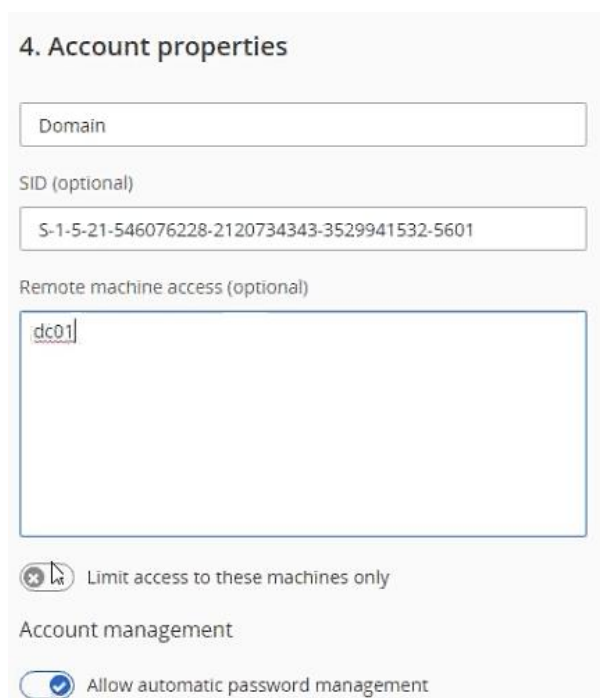 4. Account properties
Domain
SID (optional)
S-1-5-21-546076228-2120734343-3529941532-5601
Remote machine access (optional)
dc01
Limit access to these machines only
Account management
Allow automatic password management